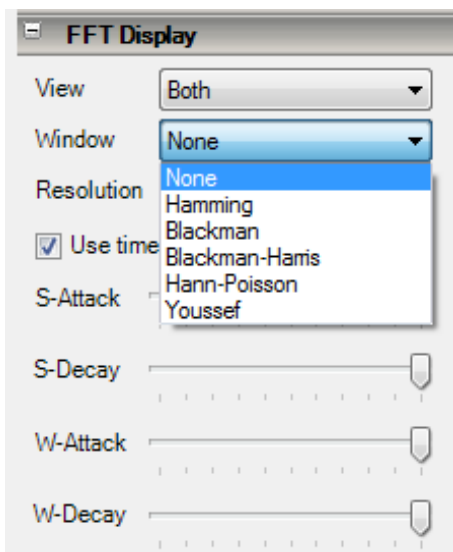 FFT Display
View Both
Window None
None
Resolution
Hamming
Blackman
Use time
Blackman-Harris
Hann-Poisson
S-Attack
Youssef
S-Decay
W-Attack
W-Decay